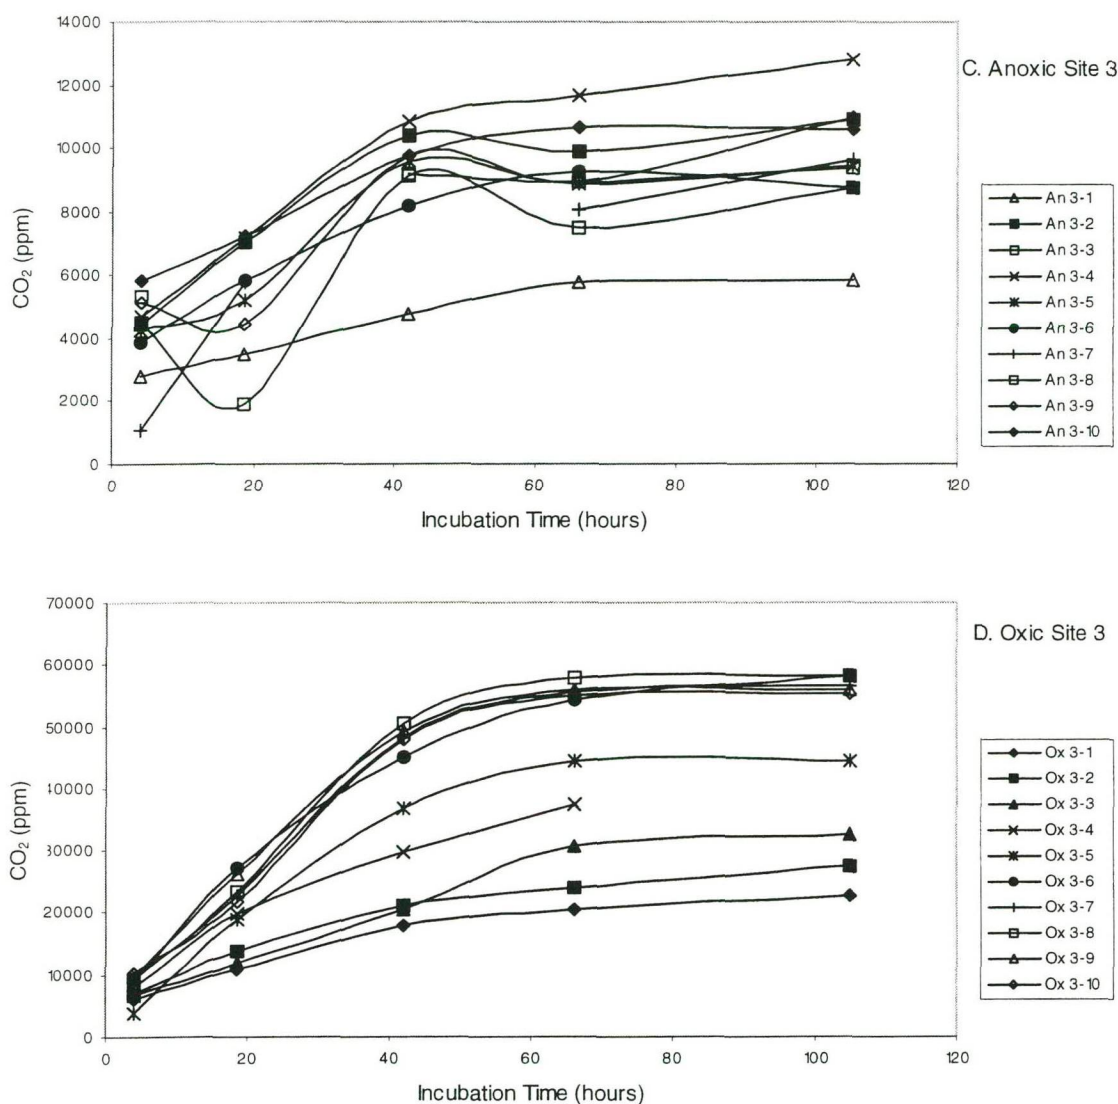 C. Anoxic Site 3
14000
12000
10000
8000
6000
4000
2000
0
CO₂ (ppm)
0 20 40 60 80 100 120
Incubation Time (hours)
An 3-1
An 3-2
An 3-3
An 3-4
An 3-5
An 3-6
An 3-7
An 3-8
An 3-9
An 3-10
D. Oxic Site 3
70000
60000
50000
40000
30000
20000
10000
0
CO₂ (ppm)
0 20 40 60 80 100 120
Incubation Time (hours)
Ox 3-1
Ox 3-2
Ox 3-3
Ox 3-4
Ox 3-5
Ox 3-6
Ox 3-7
Ox 3-8
Ox 3-9
Ox 3-10